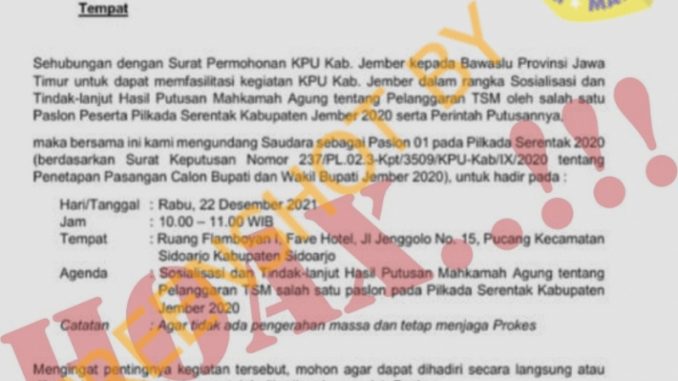 Tempat
Sehubungan dengan Surat Permohonan KPU Kab. Jember kepada Bawaslu Provinsi Jawa
Timur untuk dapat memfasilitasi kegiatan KPU Kab. Jember dalam rangka Sosialisasi dan
Tindak-lanjut Hasil Putusan Mahkamah Agung tentang Pelanggaran TSM oleh salah satu
Paslon Peserta Pilkada Serentak Kabupaten Jember 2020 serta Perintah Putusannya,
maka bersama ini kami mengundang Saudara sebagai Paslon 01 pada Pilkada Serentak 2020
(berdasarkan Surat Keputusan Nomor 237/PL.02.3-Kpt/3509/KPU-Kab/IX/2020 tentang
Penetapan Pasangan Calon Bupati dan Wakil Bupati Jember 2020), untuk hadir pada :
Hari/Tanggal : Rabu, 22 Desember 2021
Jam : 10.00 – 11.00 WIB
Tempat : Ruang Flamboyan I, Fave Hotel, Jl Jenggolo No. 15, Pucang Kecamatan
Sidoarjo Kabupaten Sidoarjo
Agenda : Sosialisasi dan Tindak-lanjut Hasil Putusan Mahkamah Agung tentang
Pelanggaran TSM salah satu paslon pada Pilkada Serentak Kabupaten
Jember 2020
Catatan : Agar tidak ada pengerahan massa dan tetap menjaga Prokes
Mengingat pentingnya kegiatan tersebut, mohon agar dapat dihadiri secara langsung atau
HOAK...!!!
REENSHOT BY